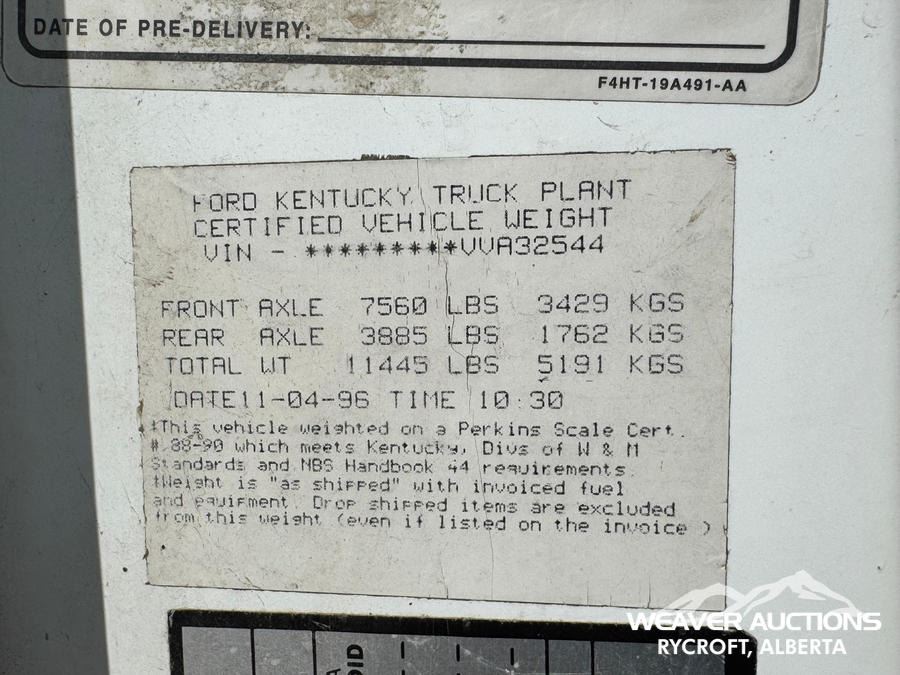 DATE OF PRE-DELIVERY:
F4HT-19A491-AA
FORD KENTUCKY TRUCK PLANT
CERTIFIED VEHICLE WEIGHT
VIN - *********VVA32544
FRONT AXLE 7560 LBS 3429 KGS
REAR AXLE 3885 LBS 1762 KGS
TOTAL WT 11445 LBS 5191 KGS
DATE11-04-96 TIME 10:30
*This vehicle weighted on a Perkins Scale Cert.
# 88-90 which meets Kentucky, Divs of W & M
Standards and NBS Handbook 44 requirements.
*Weight is "as shipped" with invoiced fuel
and equipment. Drop shipped items are excluded
from this weight (even if listed on the invoice )
WEAVER AUCTIONS
RYCROFT, ALBERTA